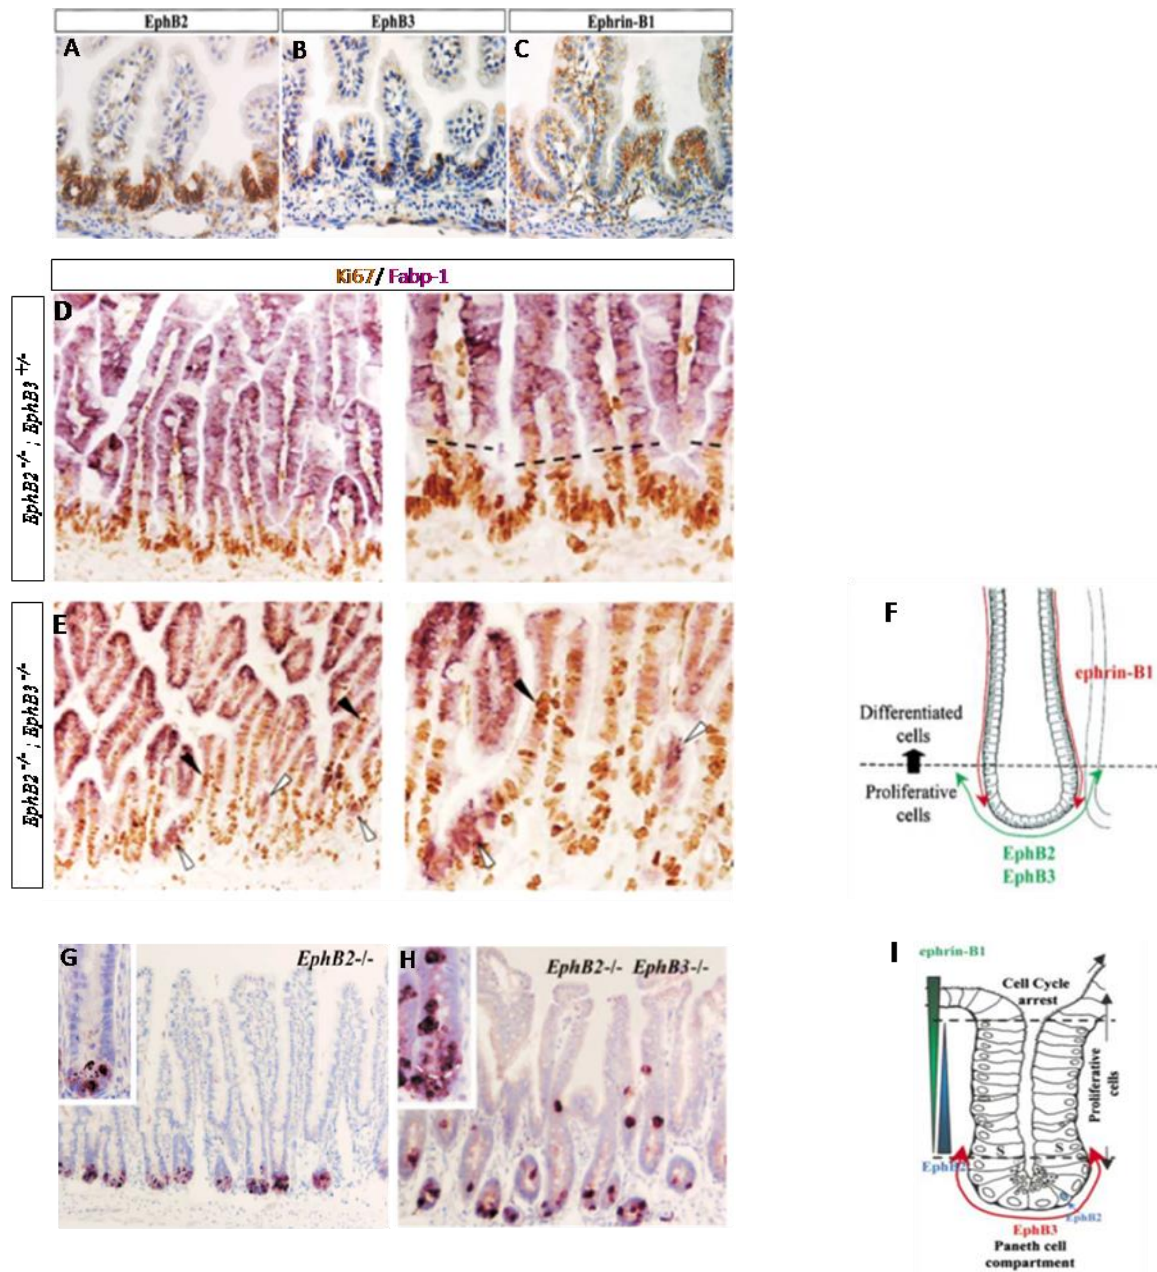 EphB2 EphB3 Ephrin-B1
A B C
Ki67/ Fabp-1
D
EphB2 -/- ; EphB3 +/-
E
EphB2 -/- ; EphB3 -/-
F
ephrin-B1
Differentiated
cells
Proliferative
cells
EphB2
EphB3
G EphB2-/-
H EphB2-/- EphB3-/-
I
ephrin-B1
Cell Cycle
arrest
Proliferative
cells
S S
EphB2
EphB2
EphB3
Paneth cell
compartment